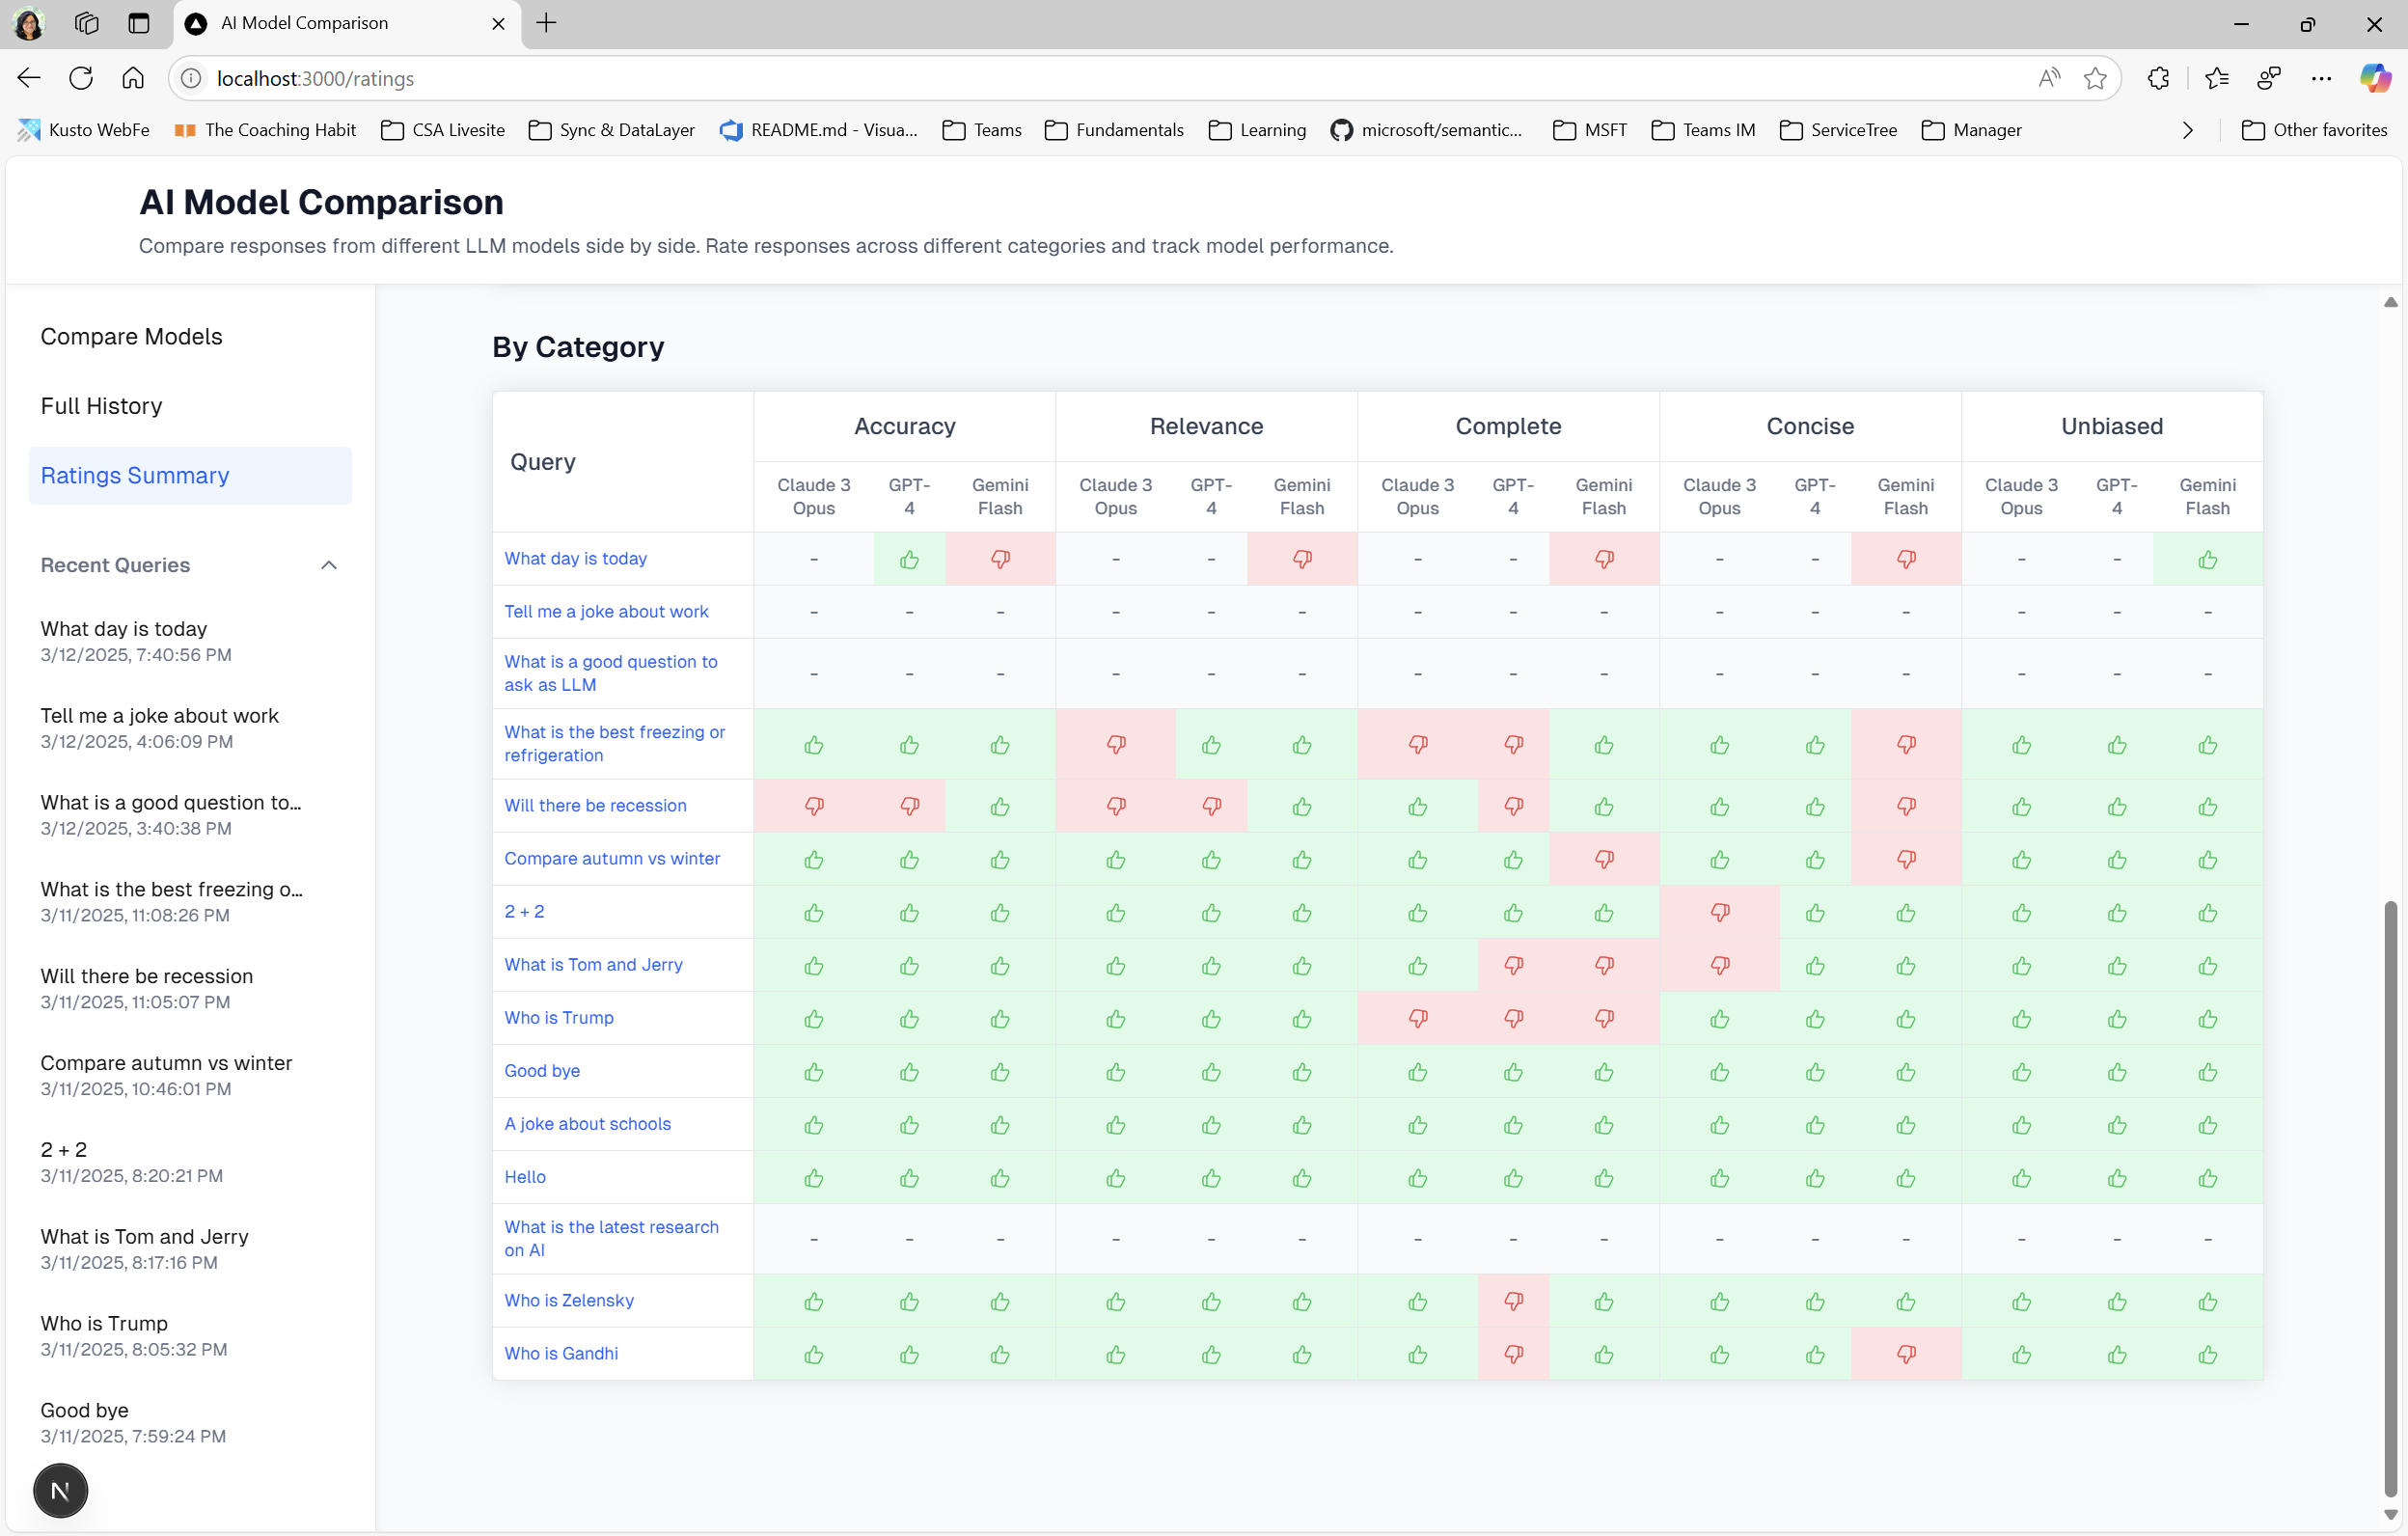 AI Model Comparison
localhost:3000/ratings
Kusto WebFe
The Coaching Habit
CSA Livesite
Sync & DataLayer
README.md - Visua...
Teams
Fundamentals
Learning
microsoft/semantic...
MSFT
Teams IM
ServiceTree
Manager
Other favorites
AI Model Comparison
Compare responses from different LLM models side by side. Rate responses across different categories and track model performance.
Compare Models
Full History
Ratings Summary
Recent Queries
What day is today
3/12/2025, 7:40:56 PM
Tell me a joke about work
3/12/2025, 4:06:09 PM
What is a good question to...
3/12/2025, 3:40:38 PM
What is the best freezing o...
3/11/2025, 11:08:26 PM
Will there be recession
3/11/2025, 11:05:07 PM
Compare autumn vs winter
3/11/2025, 10:46:01 PM
2 + 2
3/11/2025, 8:20:21 PM
What is Tom and Jerry
3/11/2025, 8:17:16 PM
Who is Trump
3/11/2025, 8:05:32 PM
Good bye
3/11/2025, 7:59:24 PM
N
By Category
Query
Accuracy
Relevance
Complete
Concise
Unbiased
Claude 3
Opus
GPT-
4
Gemini
Flash
Claude 3
Opus
GPT-
4
Gemini
Flash
Claude 3
Opus
GPT-
4
Gemini
Flash
Claude 3
Opus
GPT-
4
Gemini
Flash
Claude 3
Opus
GPT-
4
Gemini
Flash
What day is today
- - - - - - - - -
Tell me a joke about work
- - - - - - - - - - - - - - -
What is a good question to
ask as LLM
- - - - - - - - - - - - - - -
What is the best freezing or
refrigeration
Will there be recession
Compare autumn vs winter
2 + 2
What is Tom and Jerry
Who is Trump
Good bye
A joke about schools
Hello
What is the latest research
on AI
- - - - - - - - - - - - - - -
Who is Zelensky
Who is Gandhi